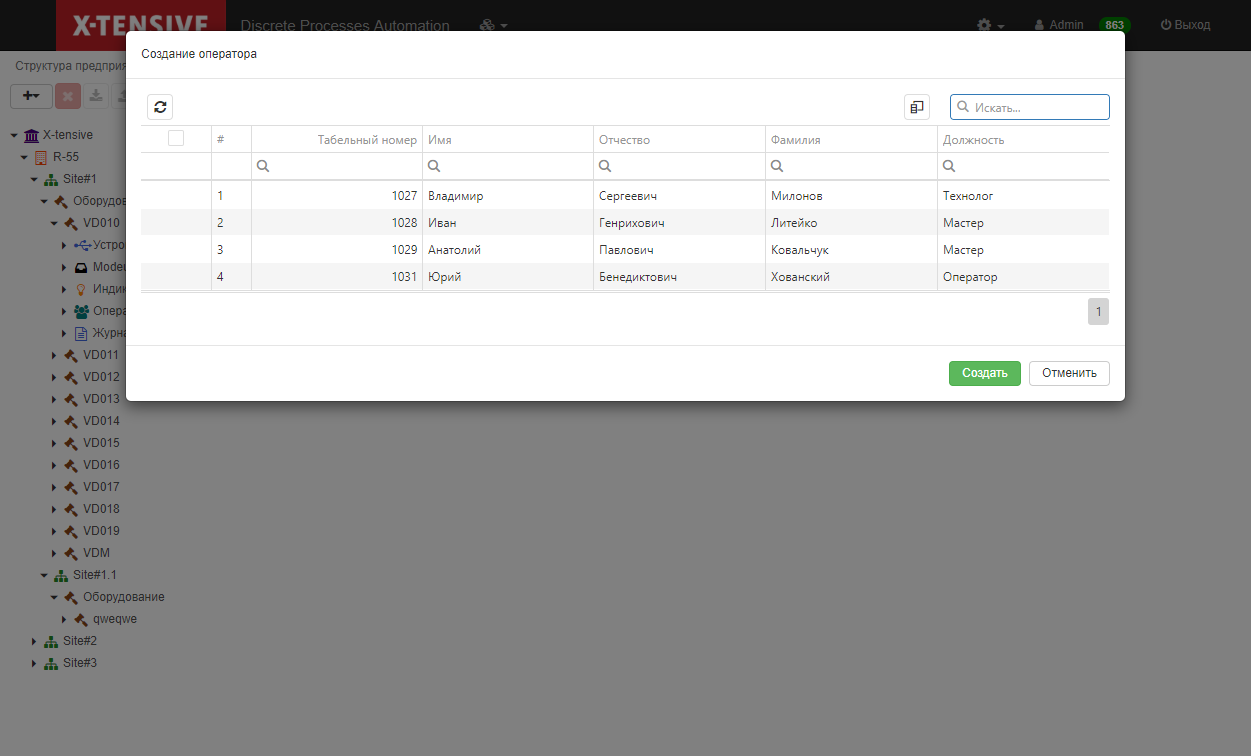 X-TENSIVE Discrete Processes Automation Admin 863 Выход
Структура предприя
Создание оператора
Искать...
# Табельный номер Имя Отчество Фамилия Должность
1 1027 Владимир Сергеевич Милонов Технолог
2 1028 Иван Генрихович Литейко Мастер
3 1029 Анатолий Павлович Ковальчук Мастер
4 1031 Юрий Бенедиктович Хованский Оператор
1
Создать Отменить
X-tensive
R-55
Site#1
Оборудов
VD010
Устро
Модеu
Индик
Опера
Журна
VD011
VD012
VD013
VD014
VD015
VD016
VD017
VD018
VD019
VDM
Site#1.1
Оборудование
qweqwe
Site#2
Site#3